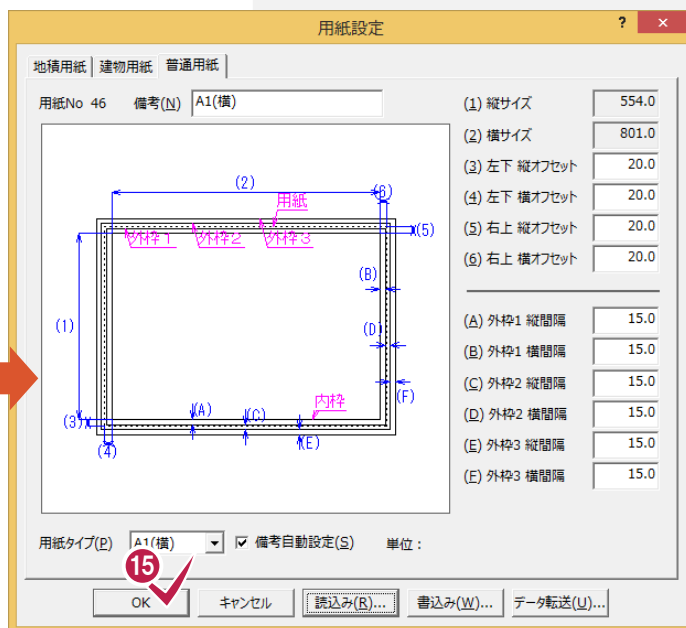 用紙設定
?
×
地積用紙 建物用紙 普通用紙
用紙No 46 備考(N) A1(横)
(2)
(6)
用紙
外枠1 外枠2 外枠3
(5)
(B)
(1)
(D)
(F)
内枠
(A)
(C)
(3)
(E)
(4)
(1) 縦サイズ 554.0
(2) 横サイズ 801.0
(3) 左下 縦オフセット 20.0
(4) 左下 横オフセット 20.0
(5) 右上 縦オフセット 20.0
(6) 右上 横オフセット 20.0
(A) 外枠1 縦間隔 15.0
(B) 外枠1 横間隔 15.0
(C) 外枠2 縦間隔 15.0
(D) 外枠2 横間隔 15.0
(E) 外枠3 縦間隔 15.0
(F) 外枠3 横間隔 15.0
用紙タイプ(P) A1(横) 備考自動設定(S) 単位：
15
OK キャンセル 読込み(R)... 書込み(W)... データ転送(U)...